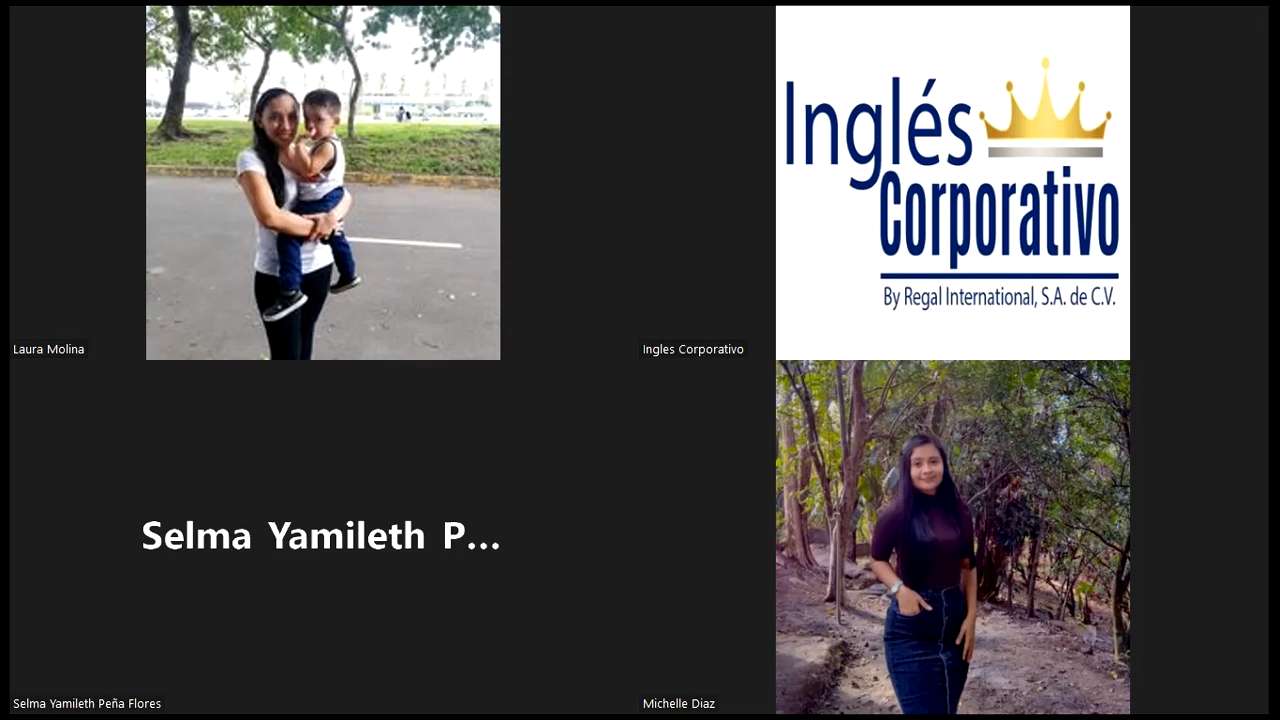 Inglés
Corporativo
By Regal International, S.A. de C.V.
Laura Molina
Ingles Corporativo
Selma Yamileth P...
Selma Yamileth Peña Flores
Michelle Diaz